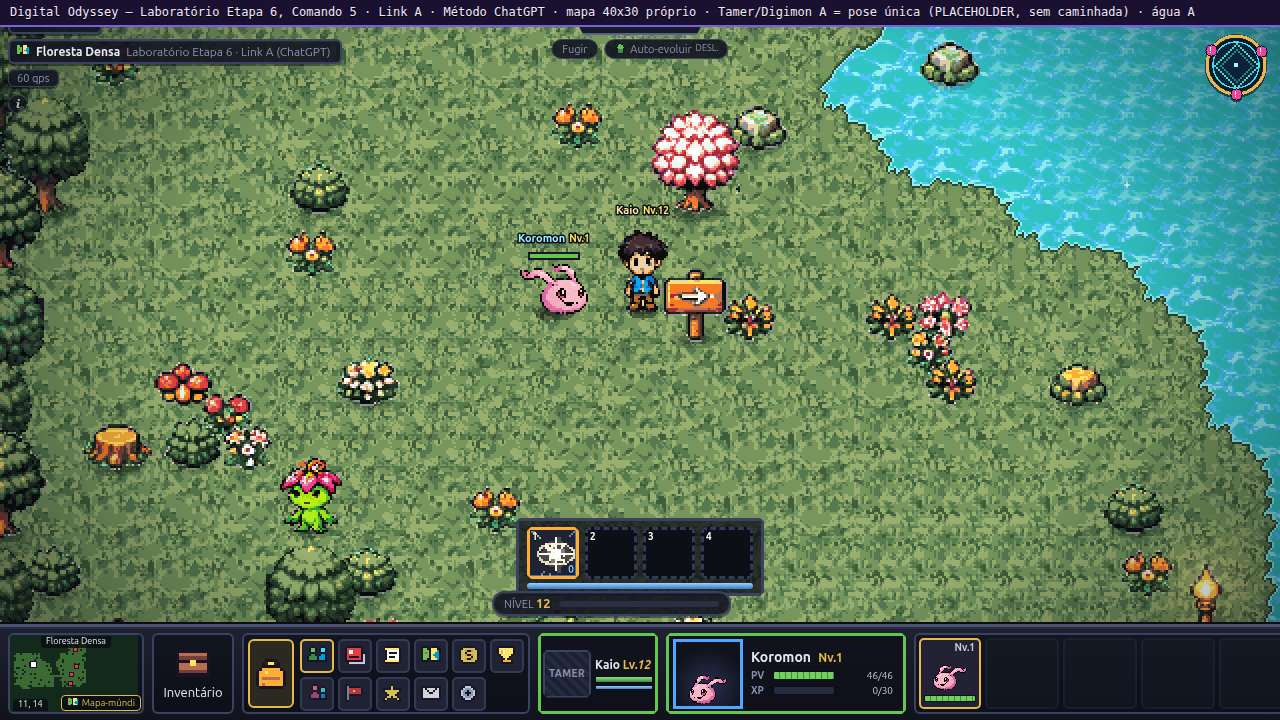 Digital Odyssey — Laboratório Etapa 6, Comando 5 · Link A · Método ChatGPT · mapa 40x30 próprio · Tamer/Digimon A = pose única (PLACEHOLDER, sem caminhada) · água A
Floresta Densa Laboratório Etapa 6 · Link A (ChatGPT)
Fugir
Auto-evoluir DESL.
60 qps
i
Kaio Nv.12
Koromon Nv.1
1 2 3 4
0
NÍVEL 12
Floresta Densa
11, 14
Mapa-múndi
Inventário
TAMER
Kaio Lv.12
Koromon Nv.1
PV 46/46
XP 0/30
Nv.1